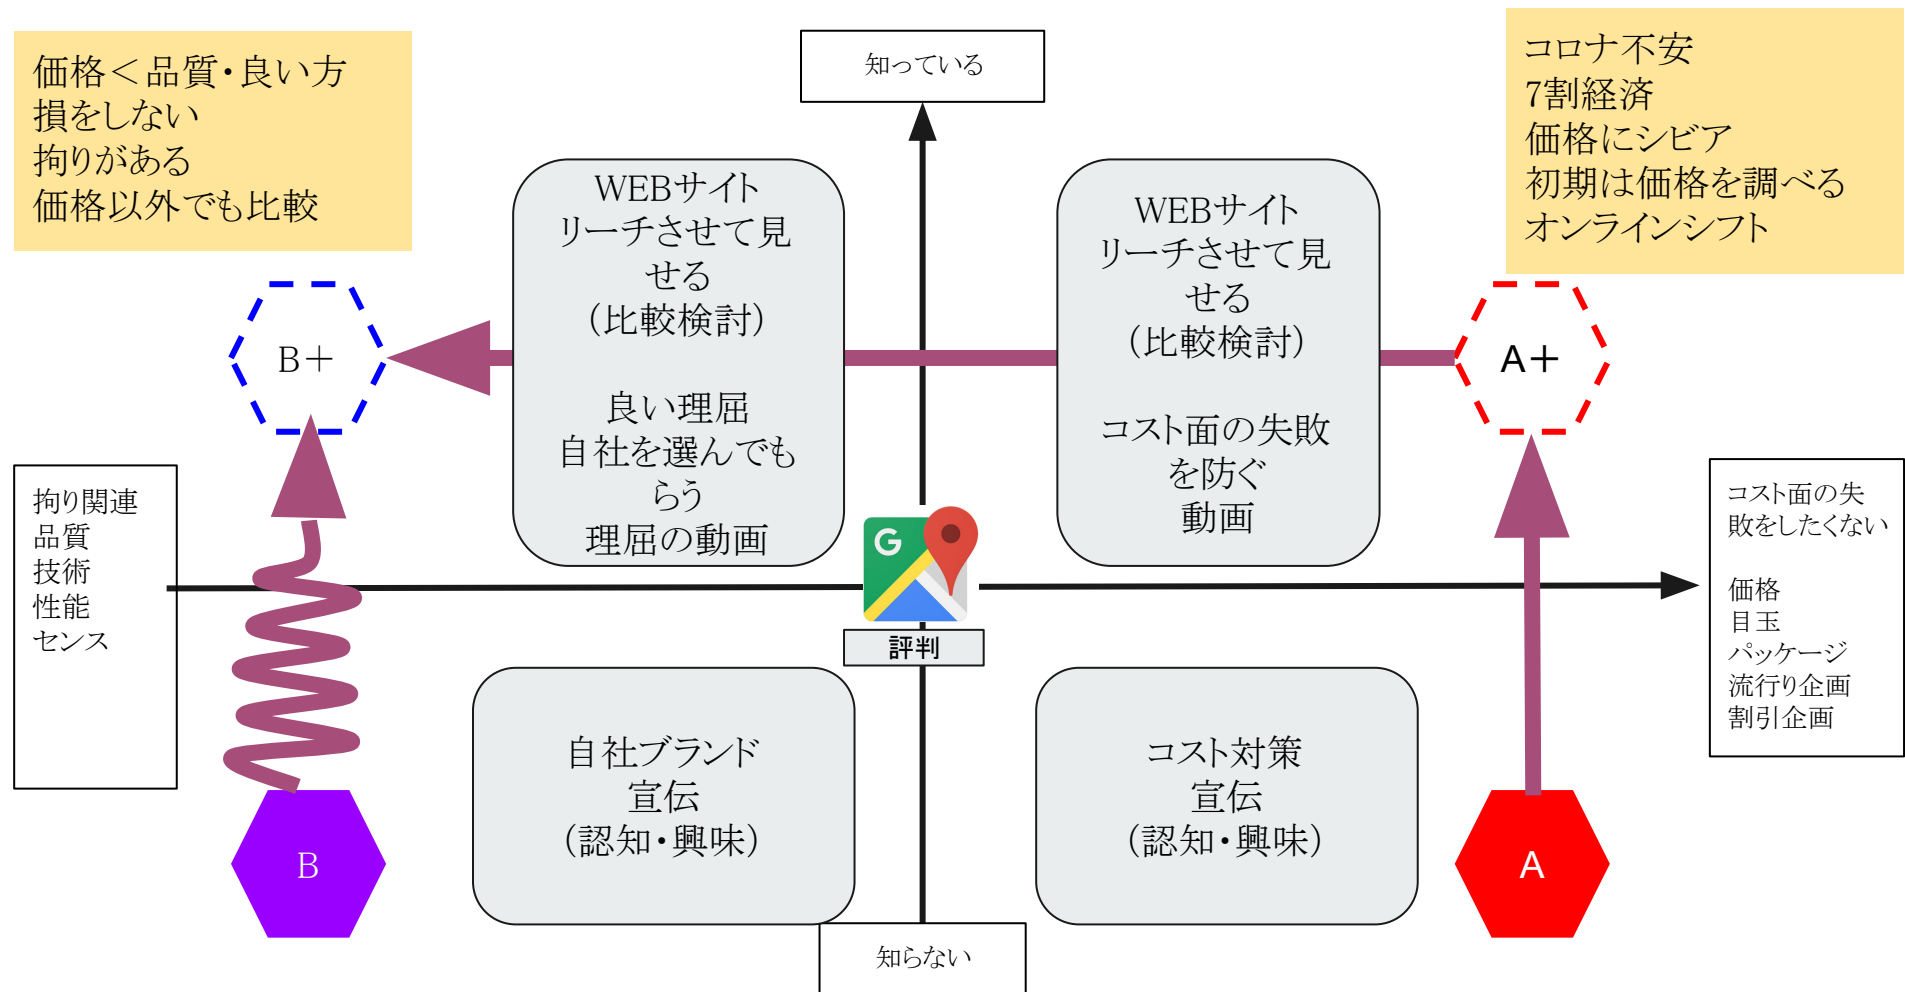 価格＜品質・良い方
損をしない
拘りがある
価格以外でも比較
知っている
コロナ不安
7割経済
価格にシビア
初期は価格を調べる
オンラインシフト
WEBサイト
リーチさせて見
せる
（比較検討）
良い理屈
自社を選んでも
らう
理屈の動画
WEBサイト
リーチさせて見
せる
（比較検討）
コスト面の失敗
を防ぐ
動画
B＋
A＋
拘り関連
品質
技術
性能
センス
G
評判
コスト面の失
敗をしたくない
価格
目玉
パッケージ
流行り企画
割引企画
自社ブランド
宣伝
（認知・興味）
コスト対策
宣伝
（認知・興味）
B
A
知らない